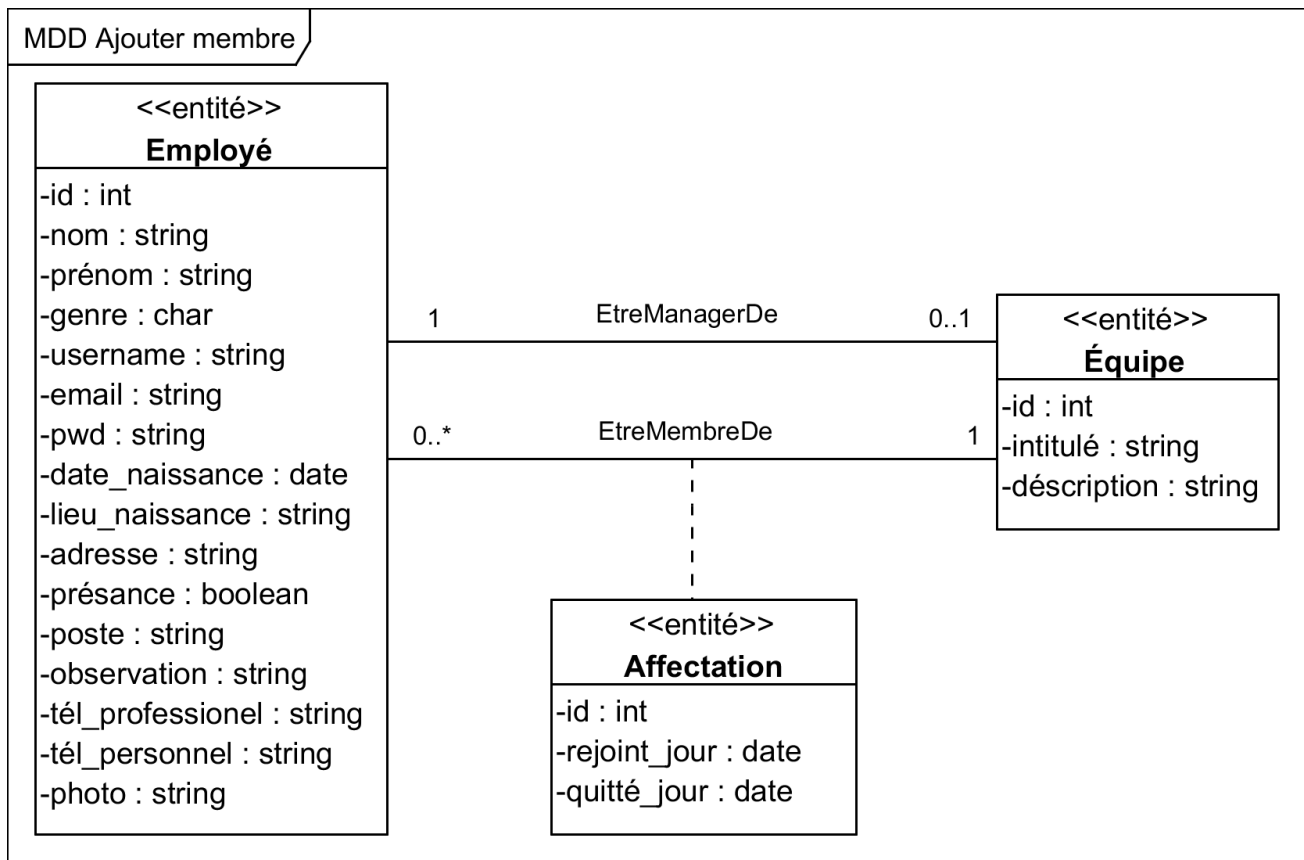 MDD Ajouter membre
<<entité>>
Employé
-id : int
-nom : string
-prénom : string
-genre : char
-username : string
-email : string
-pwd : string
-date_naissance : date
-lieu_naissance : string
-adresse : string
-présance : boolean
-poste : string
-observation : string
-tél_professionel : string
-tél_personnel : string
-photo : string
1
EtreManagerDe
0..1
0..*
EtreMembreDe
1
<<entité>>
Équipe
-id : int
-intitulé : string
-déscription : string
<<entité>>
Affectation
-id : int
-rejoint_jour : date
-quitté_jour : date